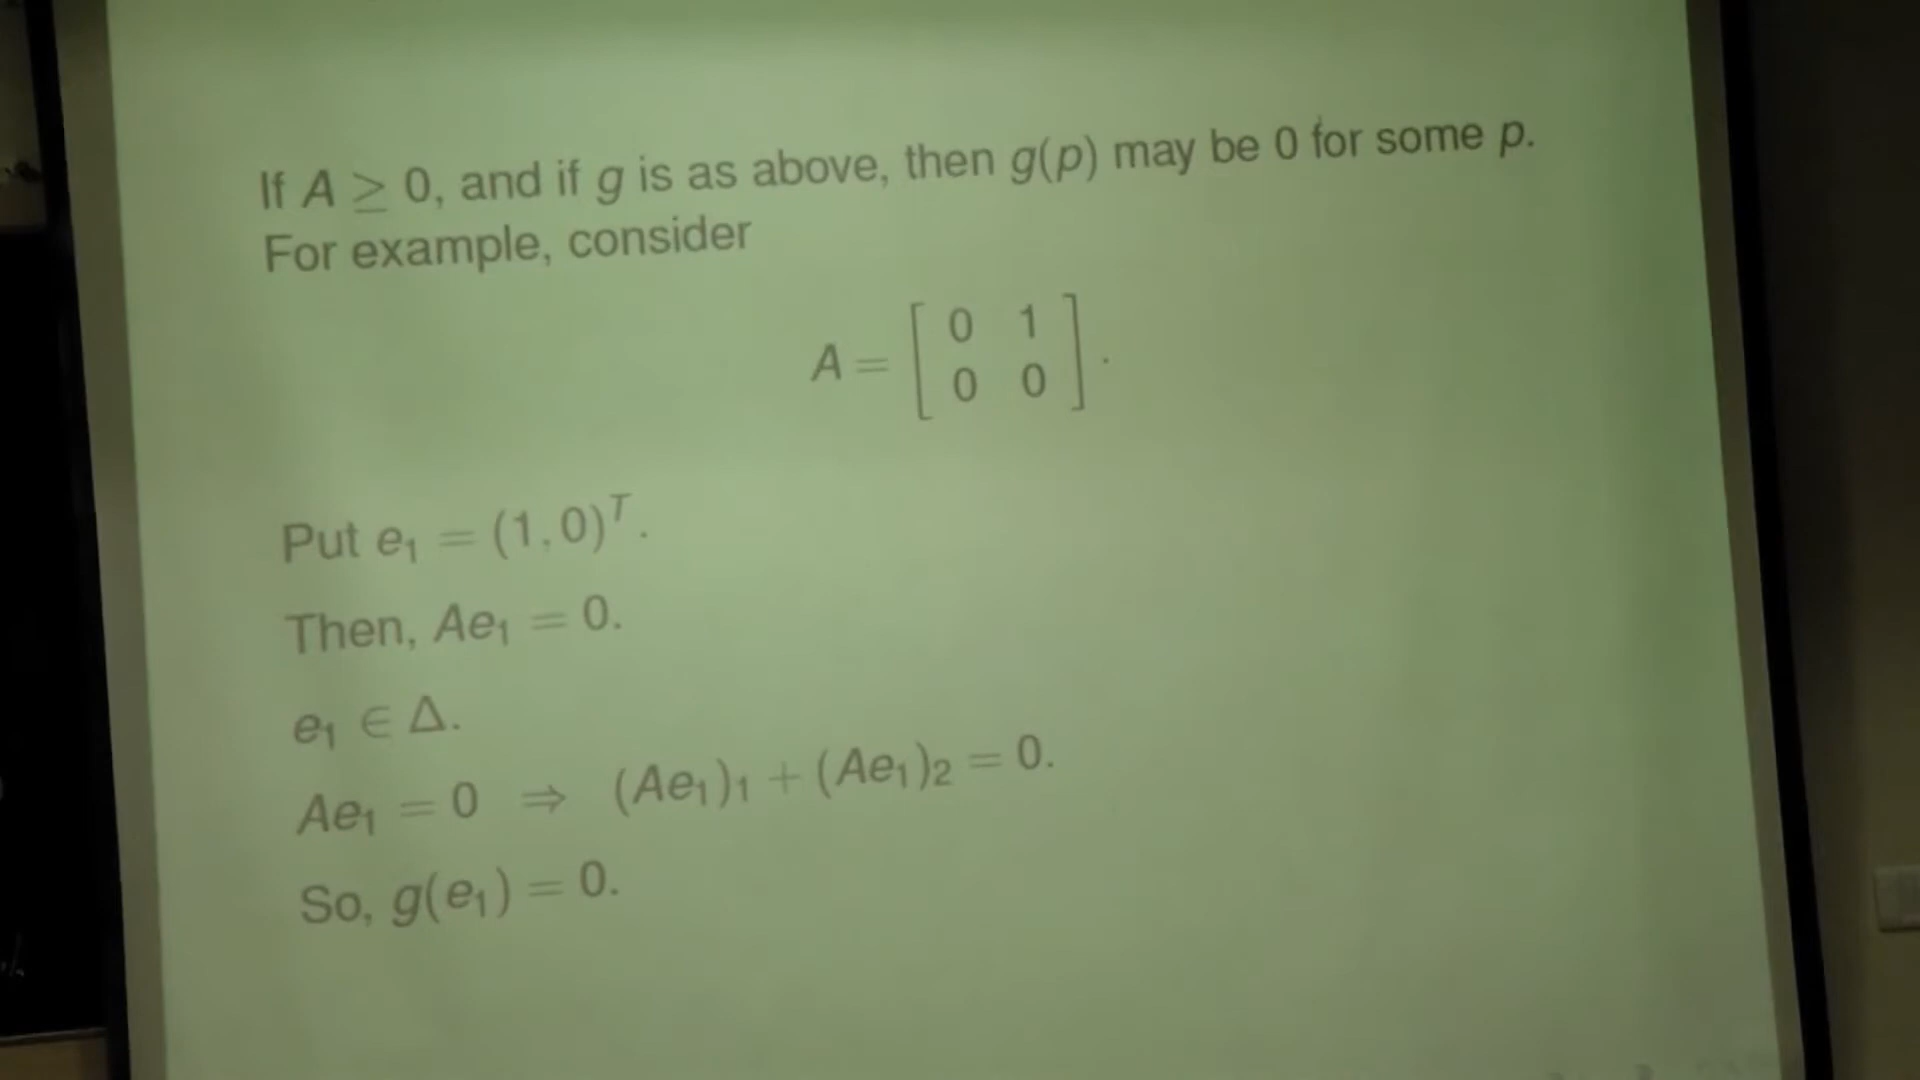 If A ≥ 0, and if g is as above, then g(p) may be 0 for some p.
For example, consider
A = [ 0 1
0 0 ] .
Put e₁ = (1, 0)ᵀ.
Then, Ae₁ = 0.
e₁ ∈ Δ.
Ae₁ = 0 ⇒ (Ae₁)₁ + (Ae₁)₂ = 0.
So, g(e₁) = 0.